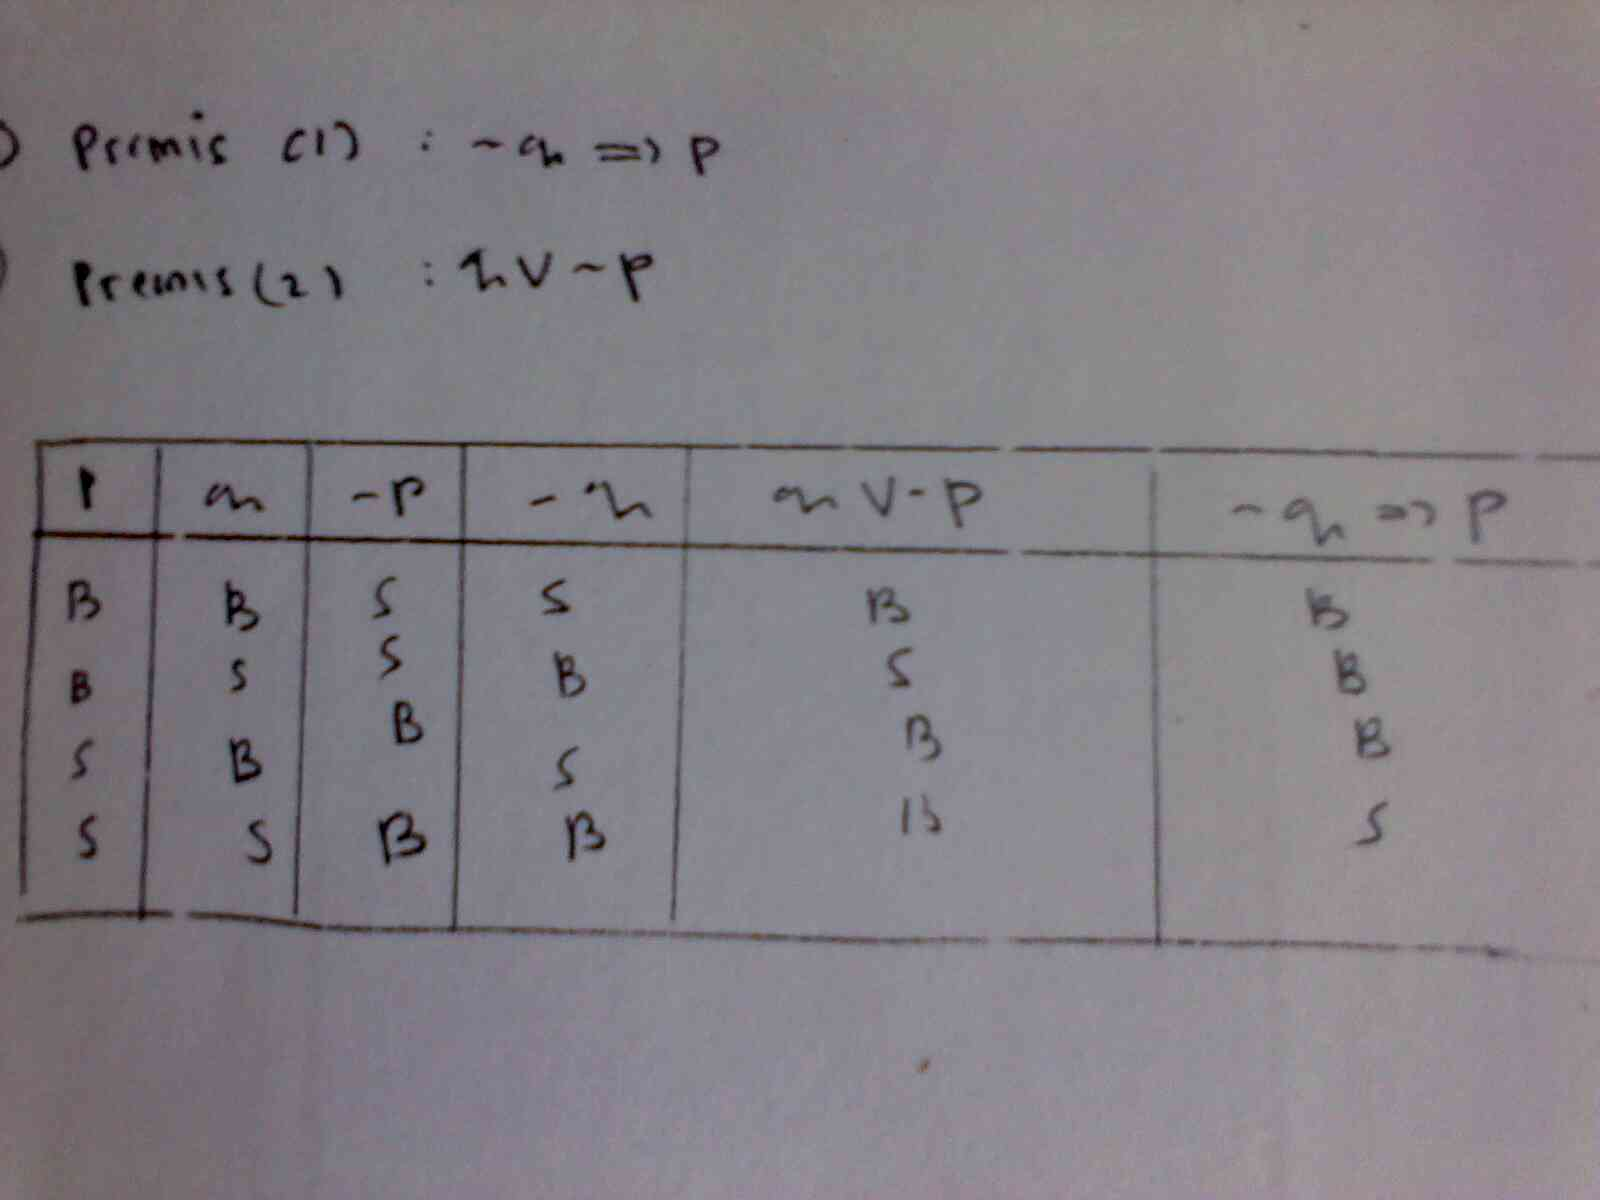 ) Premis (1) : ~q => p
) Premis (2) : q V ~p
P q -P -q q V -P ~q => P
B B S S B B
B S S B S B
S B B S B B
S S B B B S